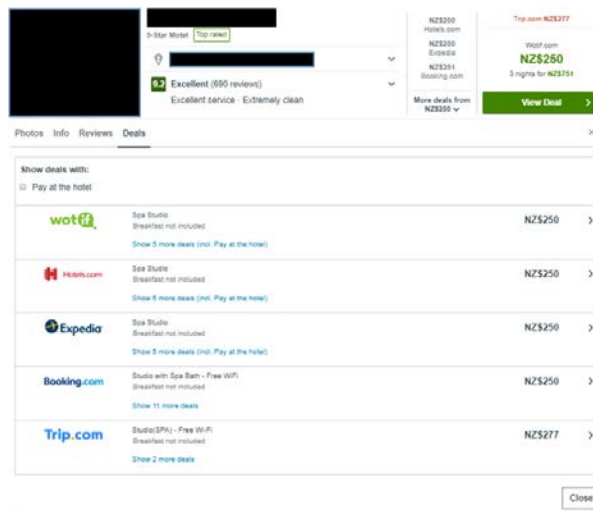 3-Star Motel Top rated
9.2 Excellent (690 reviews)
Excellent service · Extremely clean
NZ$250
Hotels.com
NZ$250
Expedia
NZ$251
Booking.com
More deals from
NZ$250
Trip.com NZ$277
Wotif.com
NZ$250
3 nights for NZ$751
View Deal
Photos Info Reviews Deals
Show deals with:
Pay at the hotel
wotif.
Spa Studio
Breakfast not included
Show 5 more deals (incl. Pay at the hotel)
NZ$250
Hotels.com
Spa Studio
Breakfast not included
Show 6 more deals (incl. Pay at the hotel)
NZ$250
Expedia
Spa Studio
Breakfast not included
Show 5 more deals (incl. Pay at the hotel)
NZ$250
Booking.com
Studio with Spa Bath - Free WiFi
Breakfast not included
Show 11 more deals
NZ$250
Trip.com
Studio(SPA) - Free Wi-Fi
Breakfast not included
Show 2 more deals
NZ$277
Close